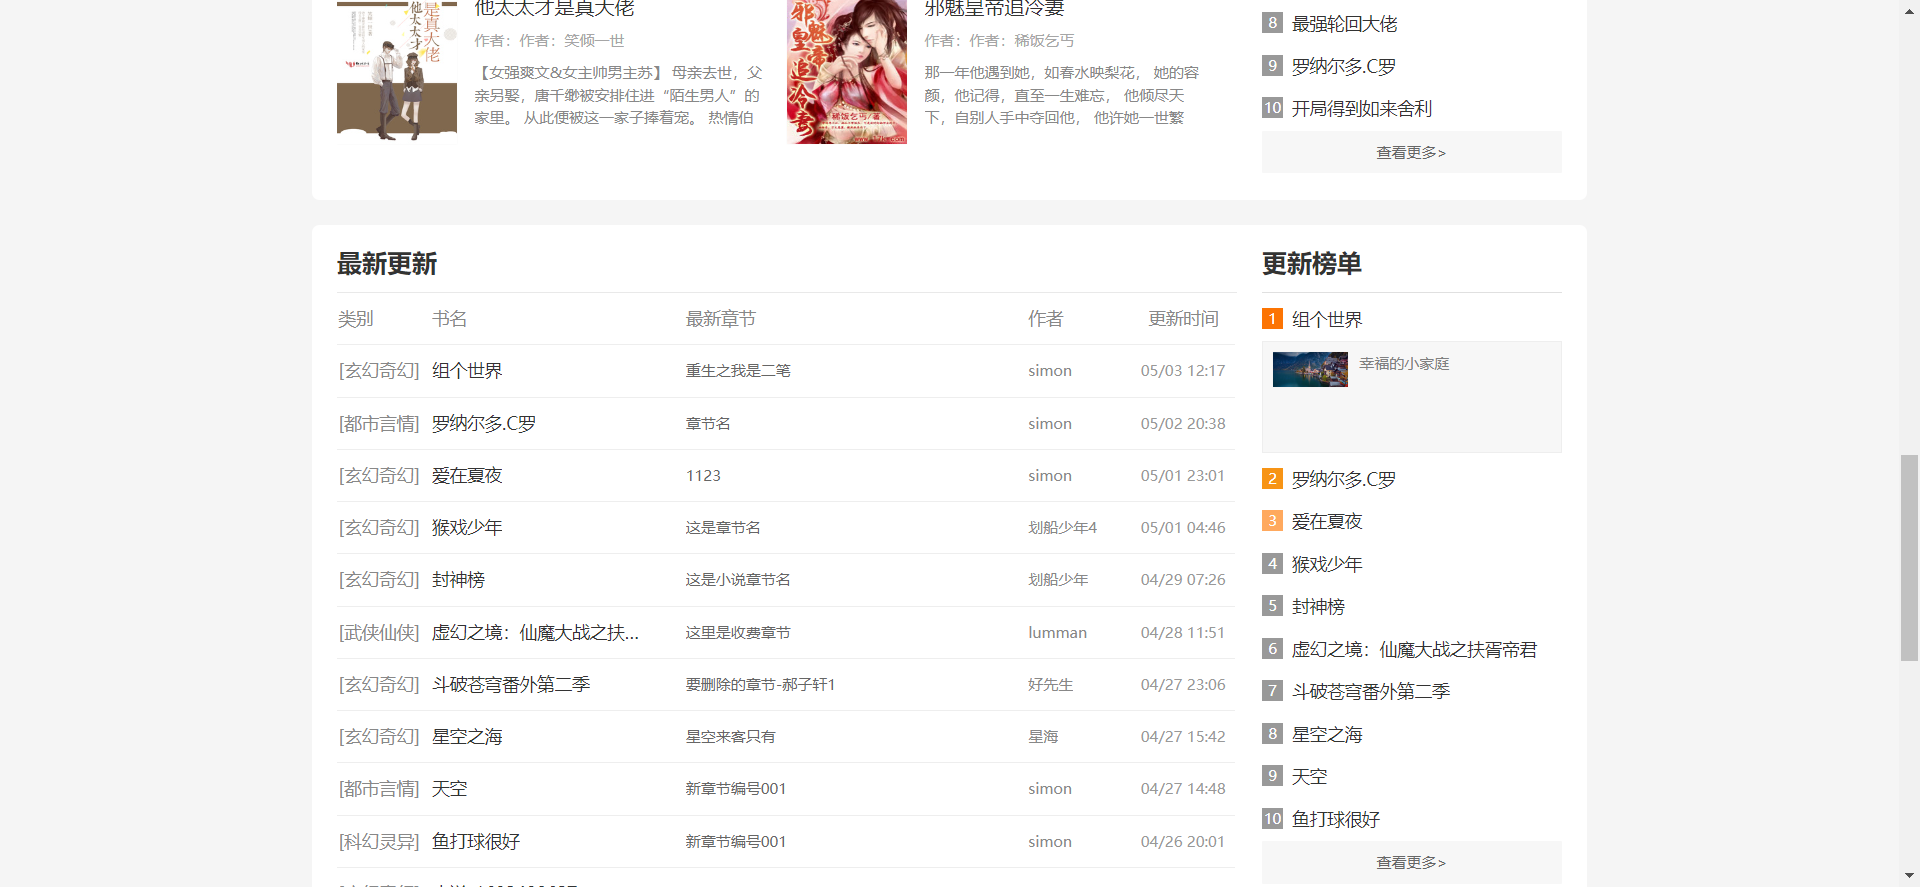 他太太才是真大佬
作者：作者：笑倾一世
【女强爽文&女主帅男主苏】 母亲去世，父
亲另娶，唐千缈被安排住进“陌生男人”的
家里。 从此便被这一家子捧着宠。 热情伯
邪魅皇帝追冷妻
作者：作者：稀饭乞丐
那一年他遇到她，如春水映梨花， 她的容
颜，他记得，直至一生难忘， 他倾尽天
下，自别人手中夺回他， 他许她一世繁
稀饭乞丐/著
8 最强轮回大佬
9 罗纳尔多.C罗
10 开局得到如来舍利
查看更多>
最新更新
类别 书名 最新章节 作者 更新时间
[玄幻奇幻] 组个世界 重生之我是二笔 simon 05/03 12:17
[都市言情] 罗纳尔多.C罗 章节名 simon 05/02 20:38
[玄幻奇幻] 爱在夏夜 1123 simon 05/01 23:01
[玄幻奇幻] 猴戏少年 这是章节名 划船少年4 05/01 04:46
[玄幻奇幻] 封神榜 这是小说章节名 划船少年 04/29 07:26
[武侠仙侠] 虚幻之境：仙魔大战之扶... 这里是收费章节 lumman 04/28 11:51
[玄幻奇幻] 斗破苍穹番外第二季 要删除的章节-郝子轩1 好先生 04/27 23:06
[玄幻奇幻] 星空之海 星空来客只有 星海 04/27 15:42
[都市言情] 天空 新章节编号001 simon 04/27 14:48
[科幻灵异] 鱼打球很好 新章节编号001 simon 04/26 20:01
更新榜单
1 组个世界
幸福的小家庭
2 罗纳尔多.C罗
3 爱在夏夜
4 猴戏少年
5 封神榜
6 虚幻之境：仙魔大战之扶胥帝君
7 斗破苍穹番外第二季
8 星空之海
9 天空
10 鱼打球很好
查看更多>